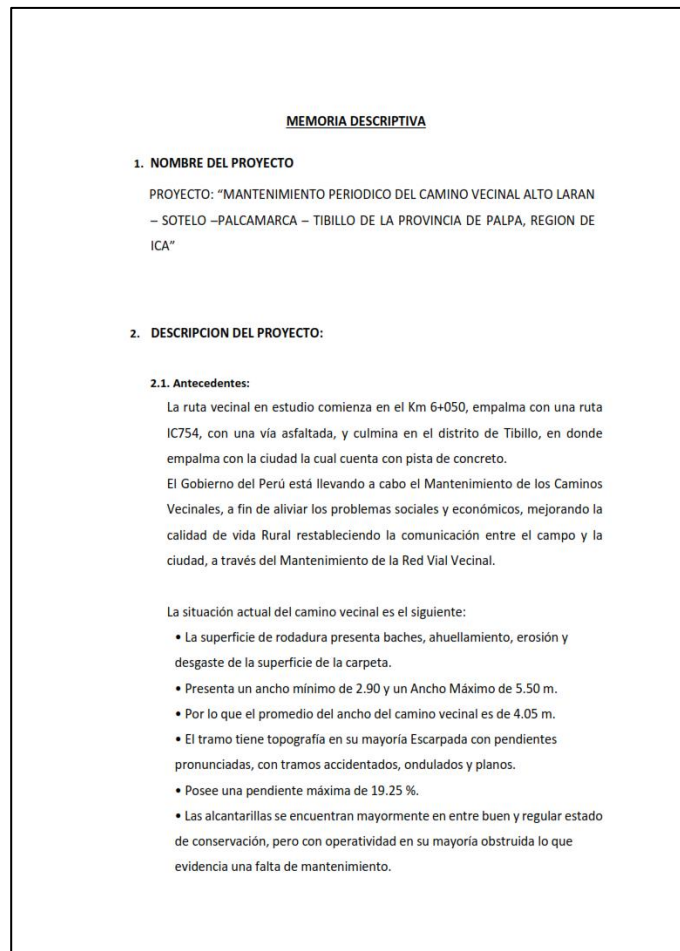 MEMORIA DESCRIPTIVA
1. NOMBRE DEL PROYECTO
PROYECTO: “MANTENIMIENTO PERIODICO DEL CAMINO VECINAL ALTO LARAN
– SOTELO –PALCAMARCA – TIBILLO DE LA PROVINCIA DE PALPA, REGION DE
ICA”
2. DESCRIPCION DEL PROYECTO:
2.1. Antecedentes:
La ruta vecinal en estudio comienza en el Km 6+050, empalma con una ruta
IC754, con una vía asfaltada, y culmina en el distrito de Tibillo, en donde
empalma con la ciudad la cual cuenta con pista de concreto.
El Gobierno del Perú está llevando a cabo el Mantenimiento de los Caminos
Vecinales, a fin de aliviar los problemas sociales y económicos, mejorando la
calidad de vida Rural restableciendo la comunicación entre el campo y la
ciudad, a través del Mantenimiento de la Red Vial Vecinal.
La situación actual del camino vecinal es el siguiente:
• La superficie de rodadura presenta baches, ahuellamiento, erosión y
desgaste de la superficie de la carpeta.
• Presenta un ancho mínimo de 2.90 y un Ancho Máximo de 5.50 m.
• Por lo que el promedio del ancho del camino vecinal es de 4.05 m.
• El tramo tiene topografía en su mayoría Escarpada con pendientes
pronunciadas, con tramos accidentados, ondulados y planos.
• Posee una pendiente máxima de 19.25 %.
• Las alcantarillas se encuentran mayormente en entre buen y regular estado
de conservación, pero con operatividad en su mayoría obstruida lo que
evidencia una falta de mantenimiento.